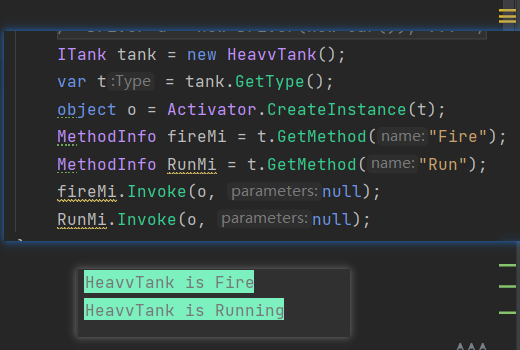 ITank tank = new HeavvTank();
var t :Type = tank.GetType();
object o = Activator.CreateInstance(t);
MethodInfo fireMi = t.GetMethod( name: "Fire");
MethodInfo RunMi = t.GetMethod( name: "Run");
fireMi.Invoke(o, parameters: null);
RunMi.Invoke(o, parameters: null);
HeavvTank is Fire
HeavvTank is Running